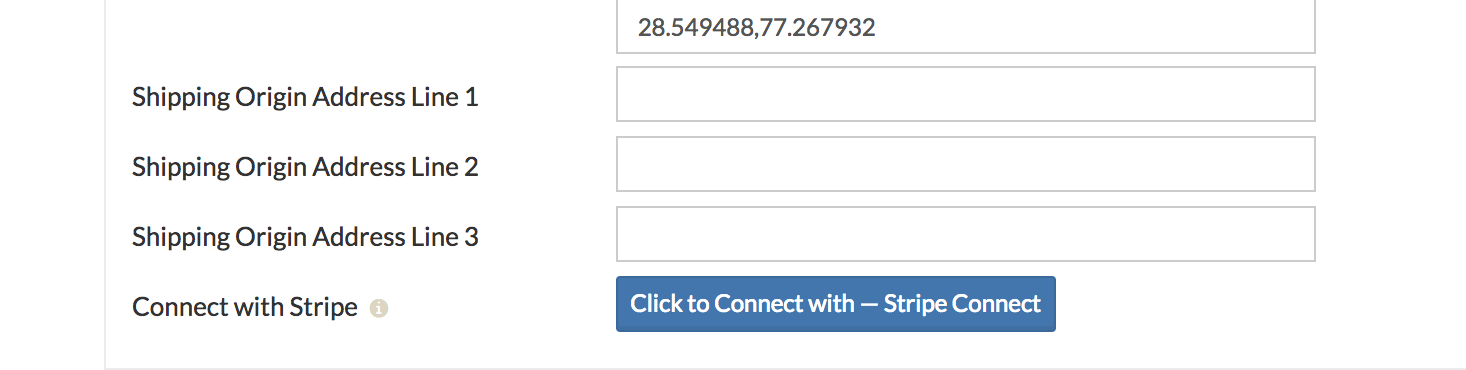 28.549488,77.267932
Shipping Origin Address Line 1
Shipping Origin Address Line 2
Shipping Origin Address Line 3
Connect with Stripe
Click to Connect with — Stripe Connect